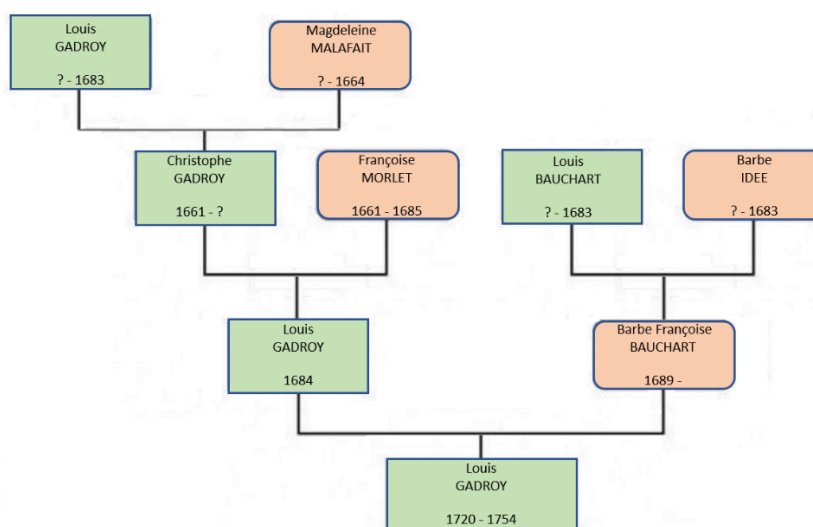 Louis
GADROY
? - 1683
Magdeleine
MALAFAIT
? - 1664
Christophe
GADROY
1661 - ?
Françoise
MORLET
1661 - 1685
Louis
BAUCHART
? - 1683
Barbe
IDEE
? - 1683
Louis
GADROY
1684
Barbe Françoise
BAUCHART
1689 -
Louis
GADROY
1720 - 1754